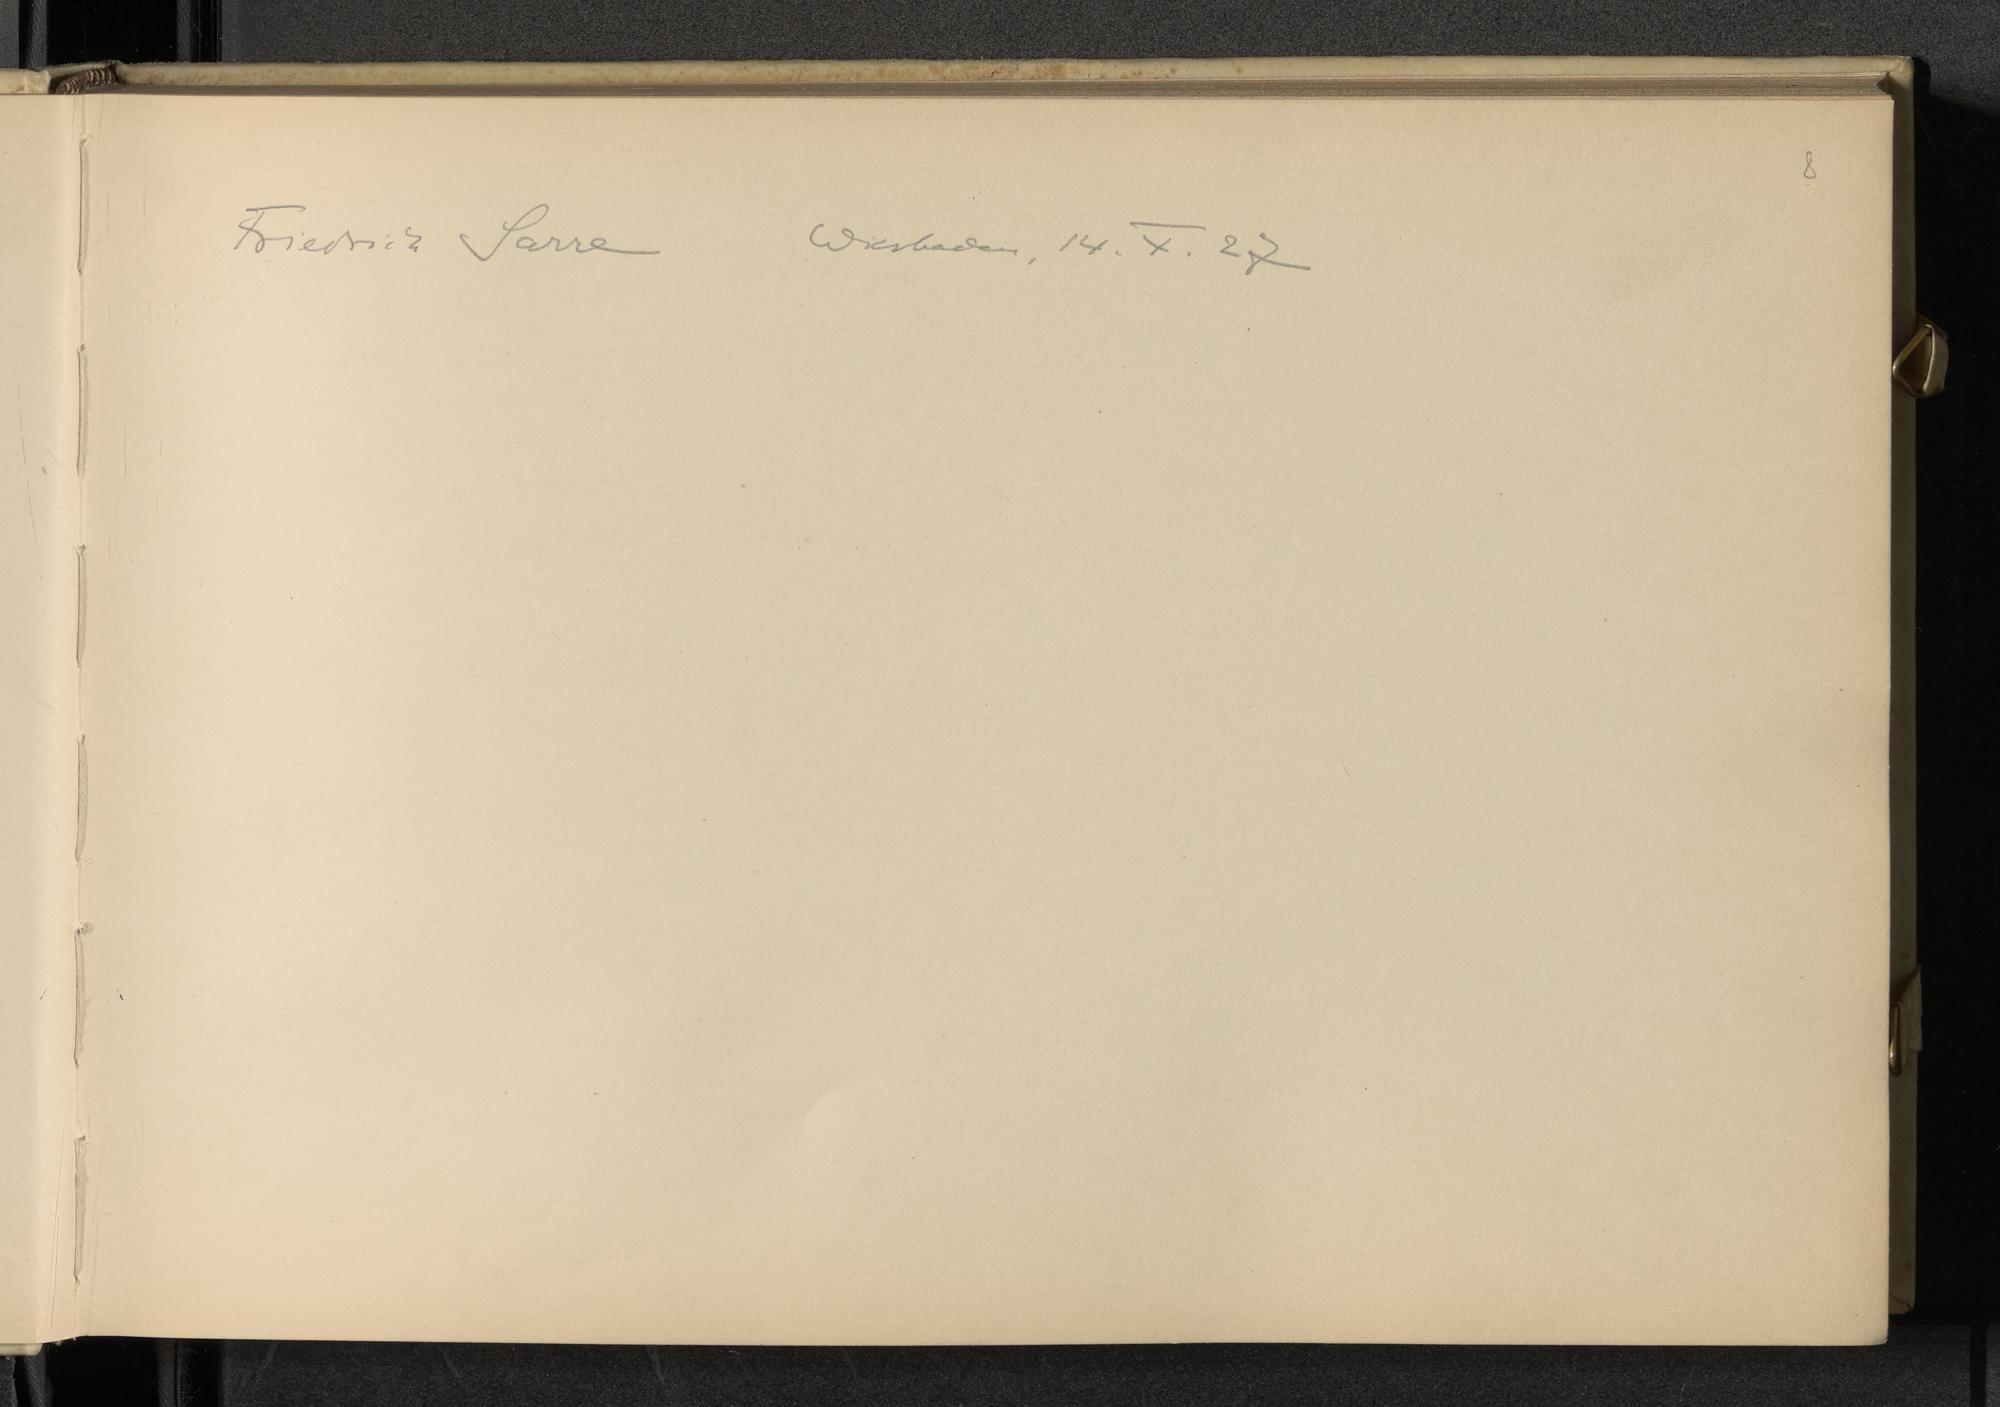 8
Friedrich Sarre Wiesbaden, 14. X. 27